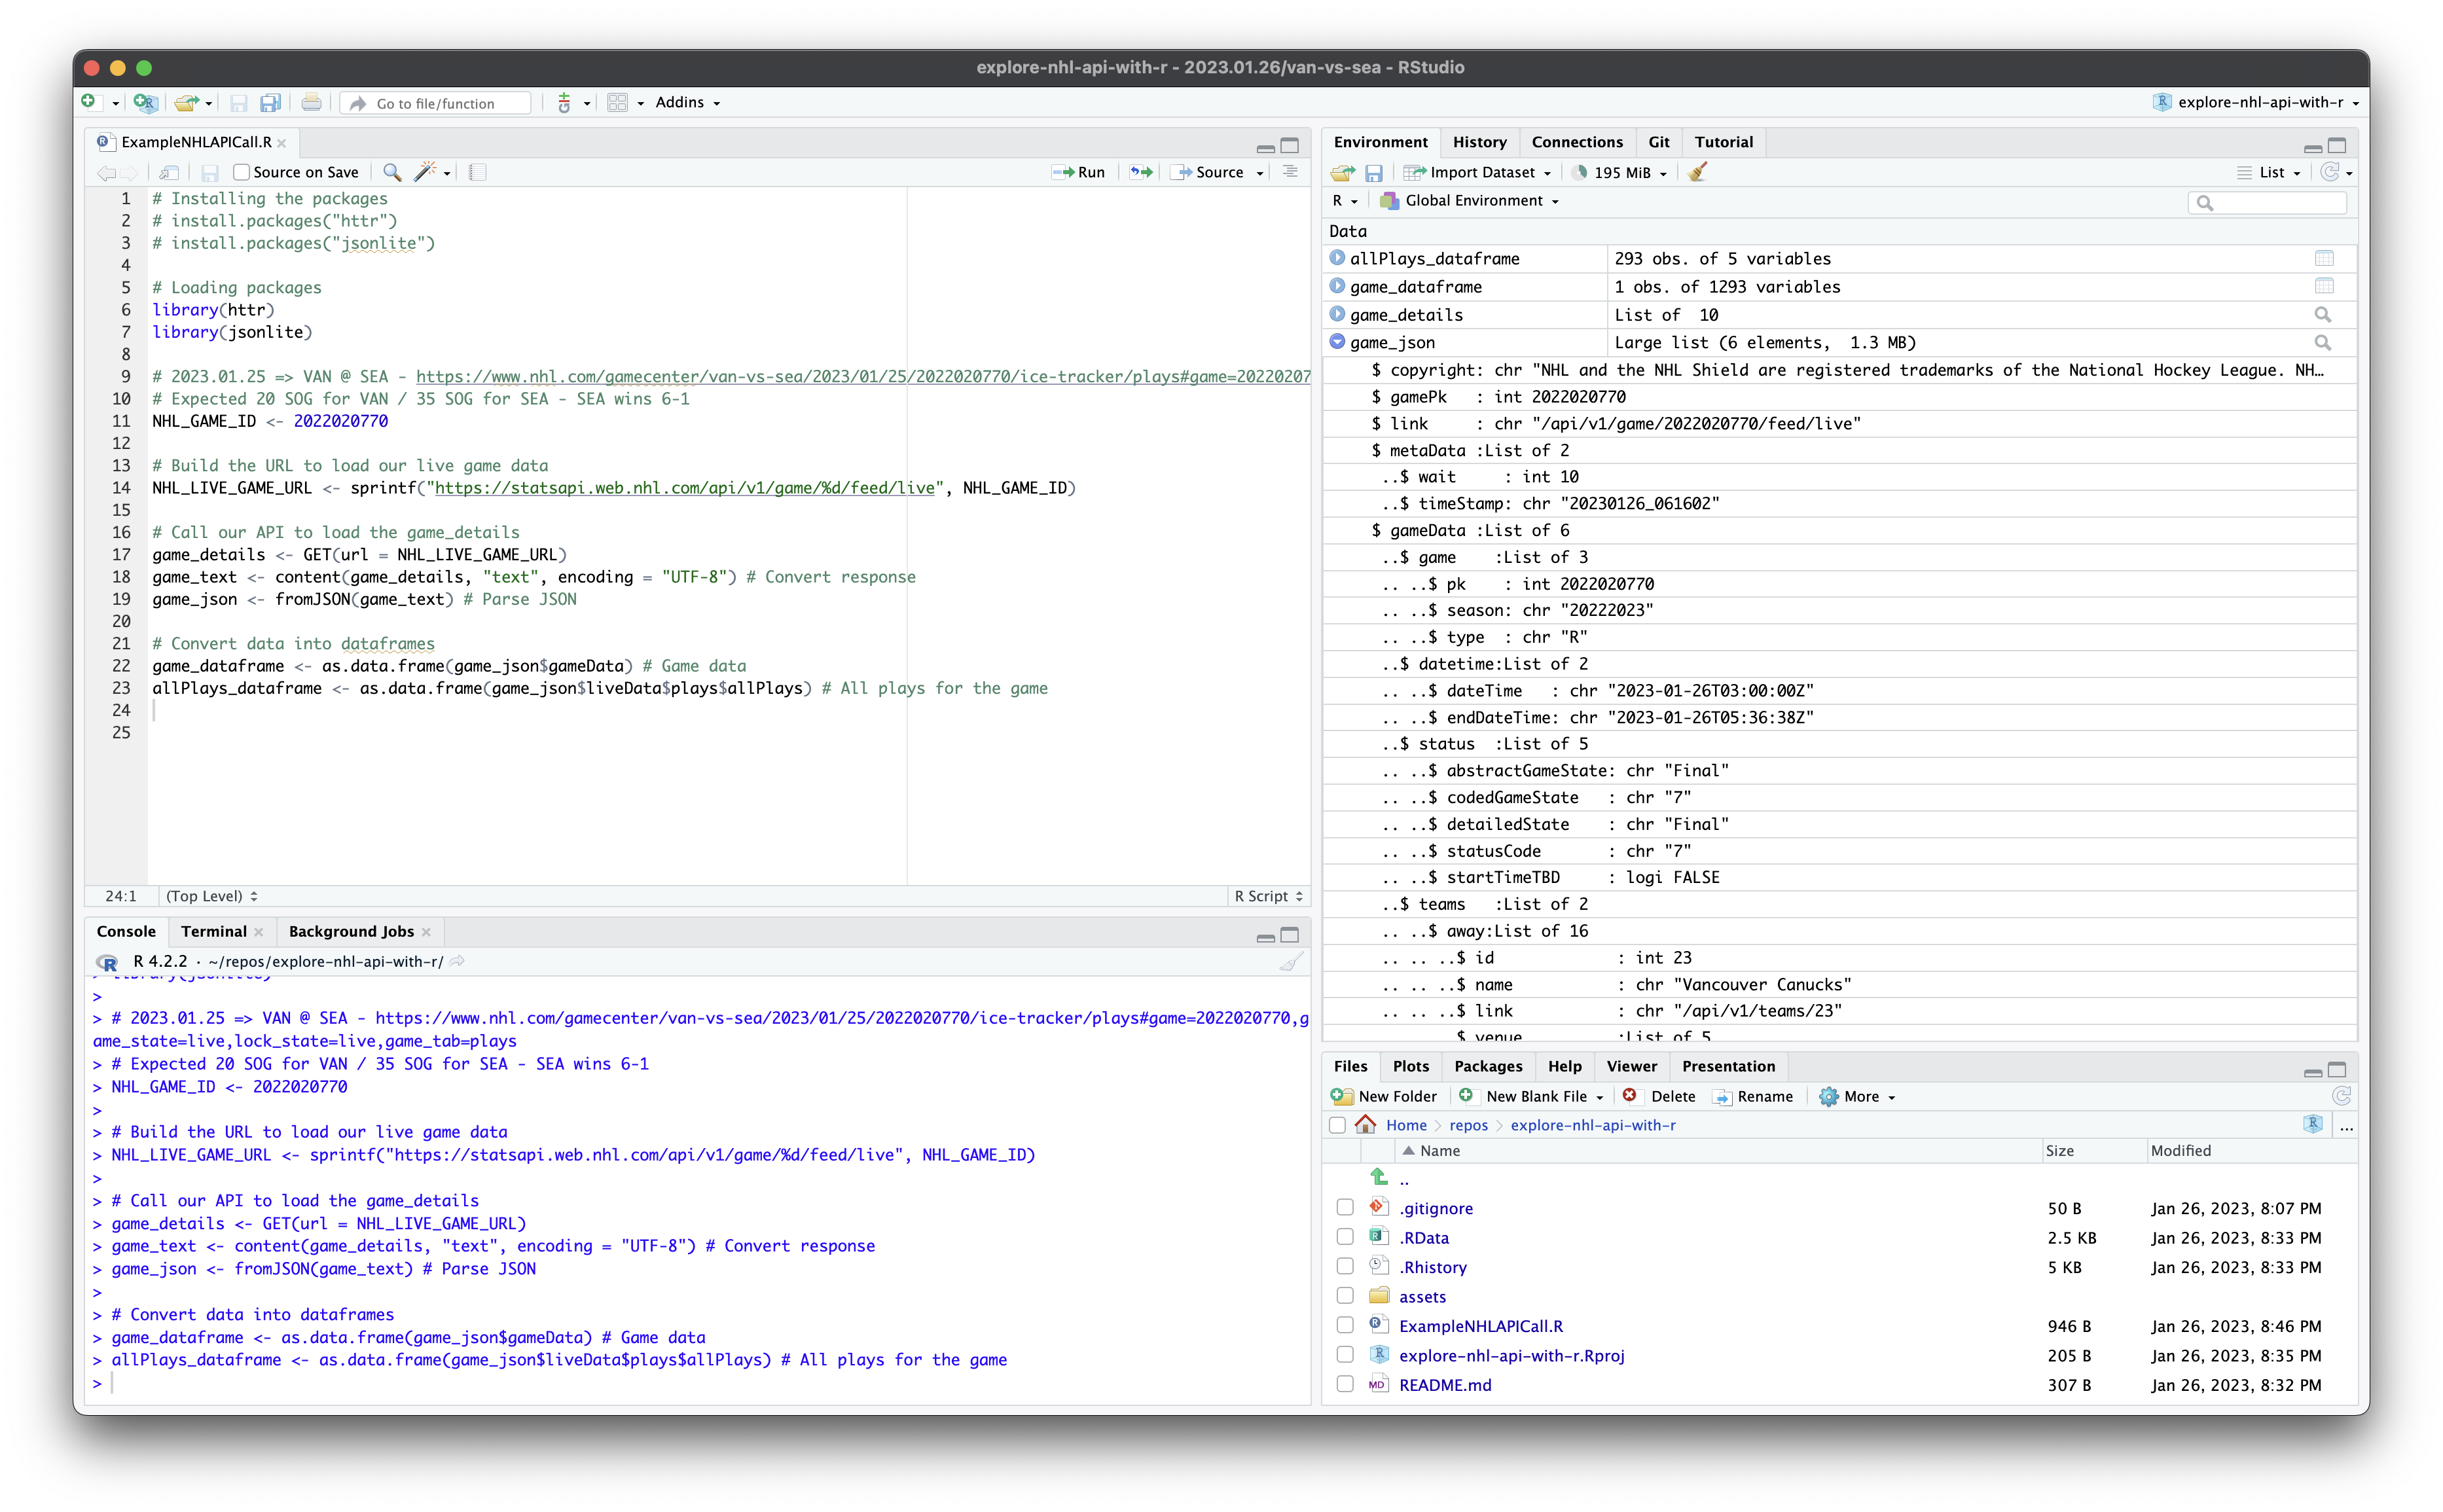 explore-nhl-api-with-r - 2023.01.26/van-vs-sea - RStudio
Go to file/function
Addins
explore-nhl-api-with-r
ExampleNHLAPICall.R
Source on Save
Run
Source
1 # Installing the packages
2 # install.packages("httr")
3 # install.packages("jsonlite")
4
5 # Loading packages
6 library(httr)
7 library(jsonlite)
8
9 # 2023.01.25 => VAN @ SEA - https://www.nhl.com/gamecenter/van-vs-sea/2023/01/25/2022020770/ice-tracker/plays#game=20220207
10 # Expected 20 SOG for VAN / 35 SOG for SEA - SEA wins 6-1
11 NHL_GAME_ID <- 2022020770
12
13 # Build the URL to load our live game data
14 NHL_LIVE_GAME_URL <- sprintf("https://statsapi.web.nhl.com/api/v1/game/%d/feed/live", NHL_GAME_ID)
15
16 # Call our API to load the game_details
17 game_details <- GET(url = NHL_LIVE_GAME_URL)
18 game_text <- content(game_details, "text", encoding = "UTF-8") # Convert response
19 game_json <- fromJSON(game_text) # Parse JSON
20
21 # Convert data into dataframes
22 game_dataframe <- as.data.frame(game_json$gameData) # Game data
23 allPlays_dataframe <- as.data.frame(game_json$liveData$plays$allPlays) # All plays for the game
24
25
24:1 (Top Level) R Script
Console Terminal Background Jobs
R 4.2.2 · ~/repos/explore-nhl-api-with-r/
> library(jsonlite)
>
> # 2023.01.25 => VAN @ SEA - https://www.nhl.com/gamecenter/van-vs-sea/2023/01/25/2022020770/ice-tracker/plays#game=2022020770,g
ame_state=live,lock_state=live,game_tab=plays
> # Expected 20 SOG for VAN / 35 SOG for SEA - SEA wins 6-1
> NHL_GAME_ID <- 2022020770
>
> # Build the URL to load our live game data
> NHL_LIVE_GAME_URL <- sprintf("https://statsapi.web.nhl.com/api/v1/game/%d/feed/live", NHL_GAME_ID)
>
> # Call our API to load the game_details
> game_details <- GET(url = NHL_LIVE_GAME_URL)
> game_text <- content(game_details, "text", encoding = "UTF-8") # Convert response
> game_json <- fromJSON(game_text) # Parse JSON
>
> # Convert data into dataframes
> game_dataframe <- as.data.frame(game_json$gameData) # Game data
> allPlays_dataframe <- as.data.frame(game_json$liveData$plays$allPlays) # All plays for the game
>
Environment History Connections Git Tutorial
Import Dataset 195 MiB List
R Global Environment
Data
allPlays_dataframe 293 obs. of 5 variables
game_dataframe 1 obs. of 1293 variables
game_details List of 10
game_json Large list (6 elements, 1.3 MB)
$ copyright: chr "NHL and the NHL Shield are registered trademarks of the National Hockey League. NH…
$ gamePk : int 2022020770
$ link : chr "/api/v1/game/2022020770/feed/live"
$ metaData :List of 2
..$ wait : int 10
..$ timeStamp: chr "20230126_061602"
$ gameData :List of 6
..$ game :List of 3
.. ..$ pk : int 2022020770
.. ..$ season: chr "20222023"
.. ..$ type : chr "R"
..$ datetime:List of 2
.. ..$ dateTime : chr "2023-01-26T03:00:00Z"
.. ..$ endDateTime: chr "2023-01-26T05:36:38Z"
..$ status :List of 5
.. ..$ abstractGameState: chr "Final"
.. ..$ codedGameState : chr "7"
.. ..$ detailedState : chr "Final"
.. ..$ statusCode : chr "7"
.. ..$ startTimeTBD : logi FALSE
..$ teams :List of 2
.. ..$ away:List of 16
.. .. ..$ id : int 23
.. .. ..$ name : chr "Vancouver Canucks"
.. .. ..$ link : chr "/api/v1/teams/23"
$ venue :List of 5
Files Plots Packages Help Viewer Presentation
New Folder New Blank File Delete Rename More
Home repos explore-nhl-api-with-r ...
Name Size Modified
..
.gitignore 50 B Jan 26, 2023, 8:07 PM
.RData 2.5 KB Jan 26, 2023, 8:33 PM
.Rhistory 5 KB Jan 26, 2023, 8:33 PM
assets
ExampleNHLAPICall.R 946 B Jan 26, 2023, 8:46 PM
explore-nhl-api-with-r.Rproj 205 B Jan 26, 2023, 8:35 PM
README.md 307 B Jan 26, 2023, 8:32 PM